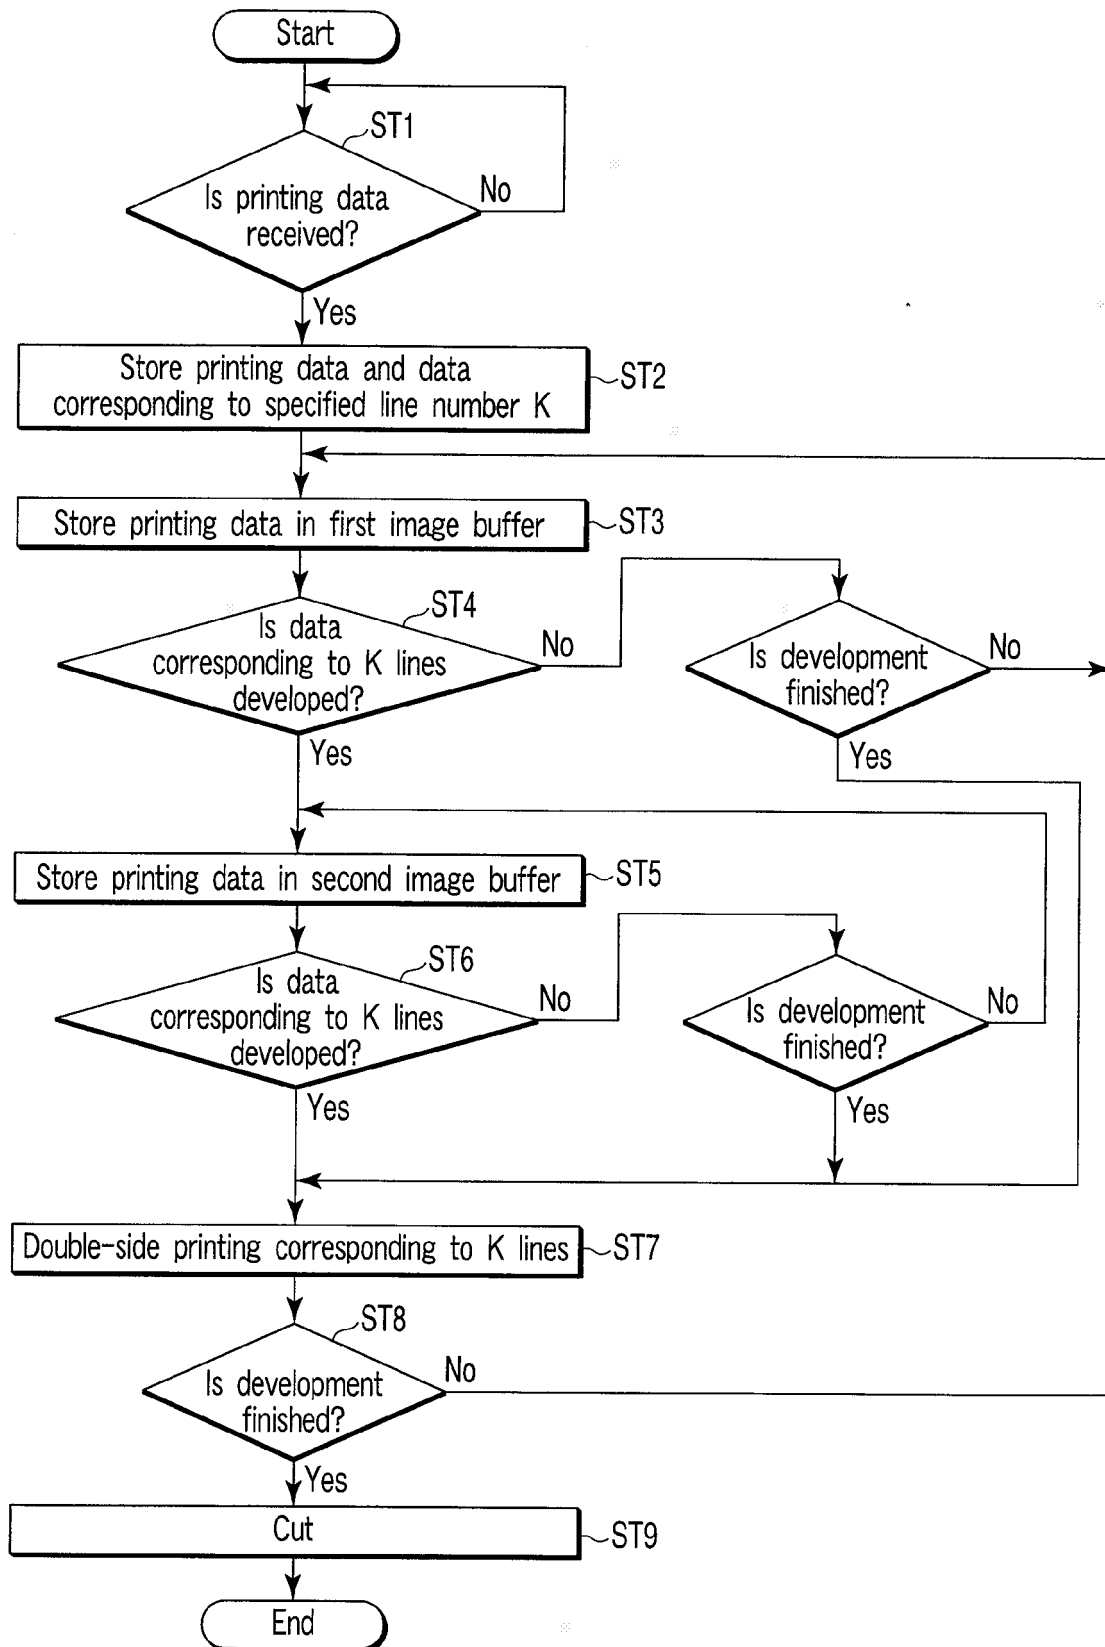 Start
ST1
Is printing data
received?
No
Yes
Store printing data and data
corresponding to specified line number K
ST2
Store printing data in first image buffer
ST3
ST4
Is data
corresponding to K lines
developed?
No
Is development
finished?
No
Yes
Yes
Store printing data in second image buffer
ST5
ST6
Is data
corresponding to K lines
developed?
No
Is development
finished?
No
Yes
Yes
Double-side printing corresponding to K lines
ST7
ST8
Is development
finished?
No
Yes
Cut
ST9
End